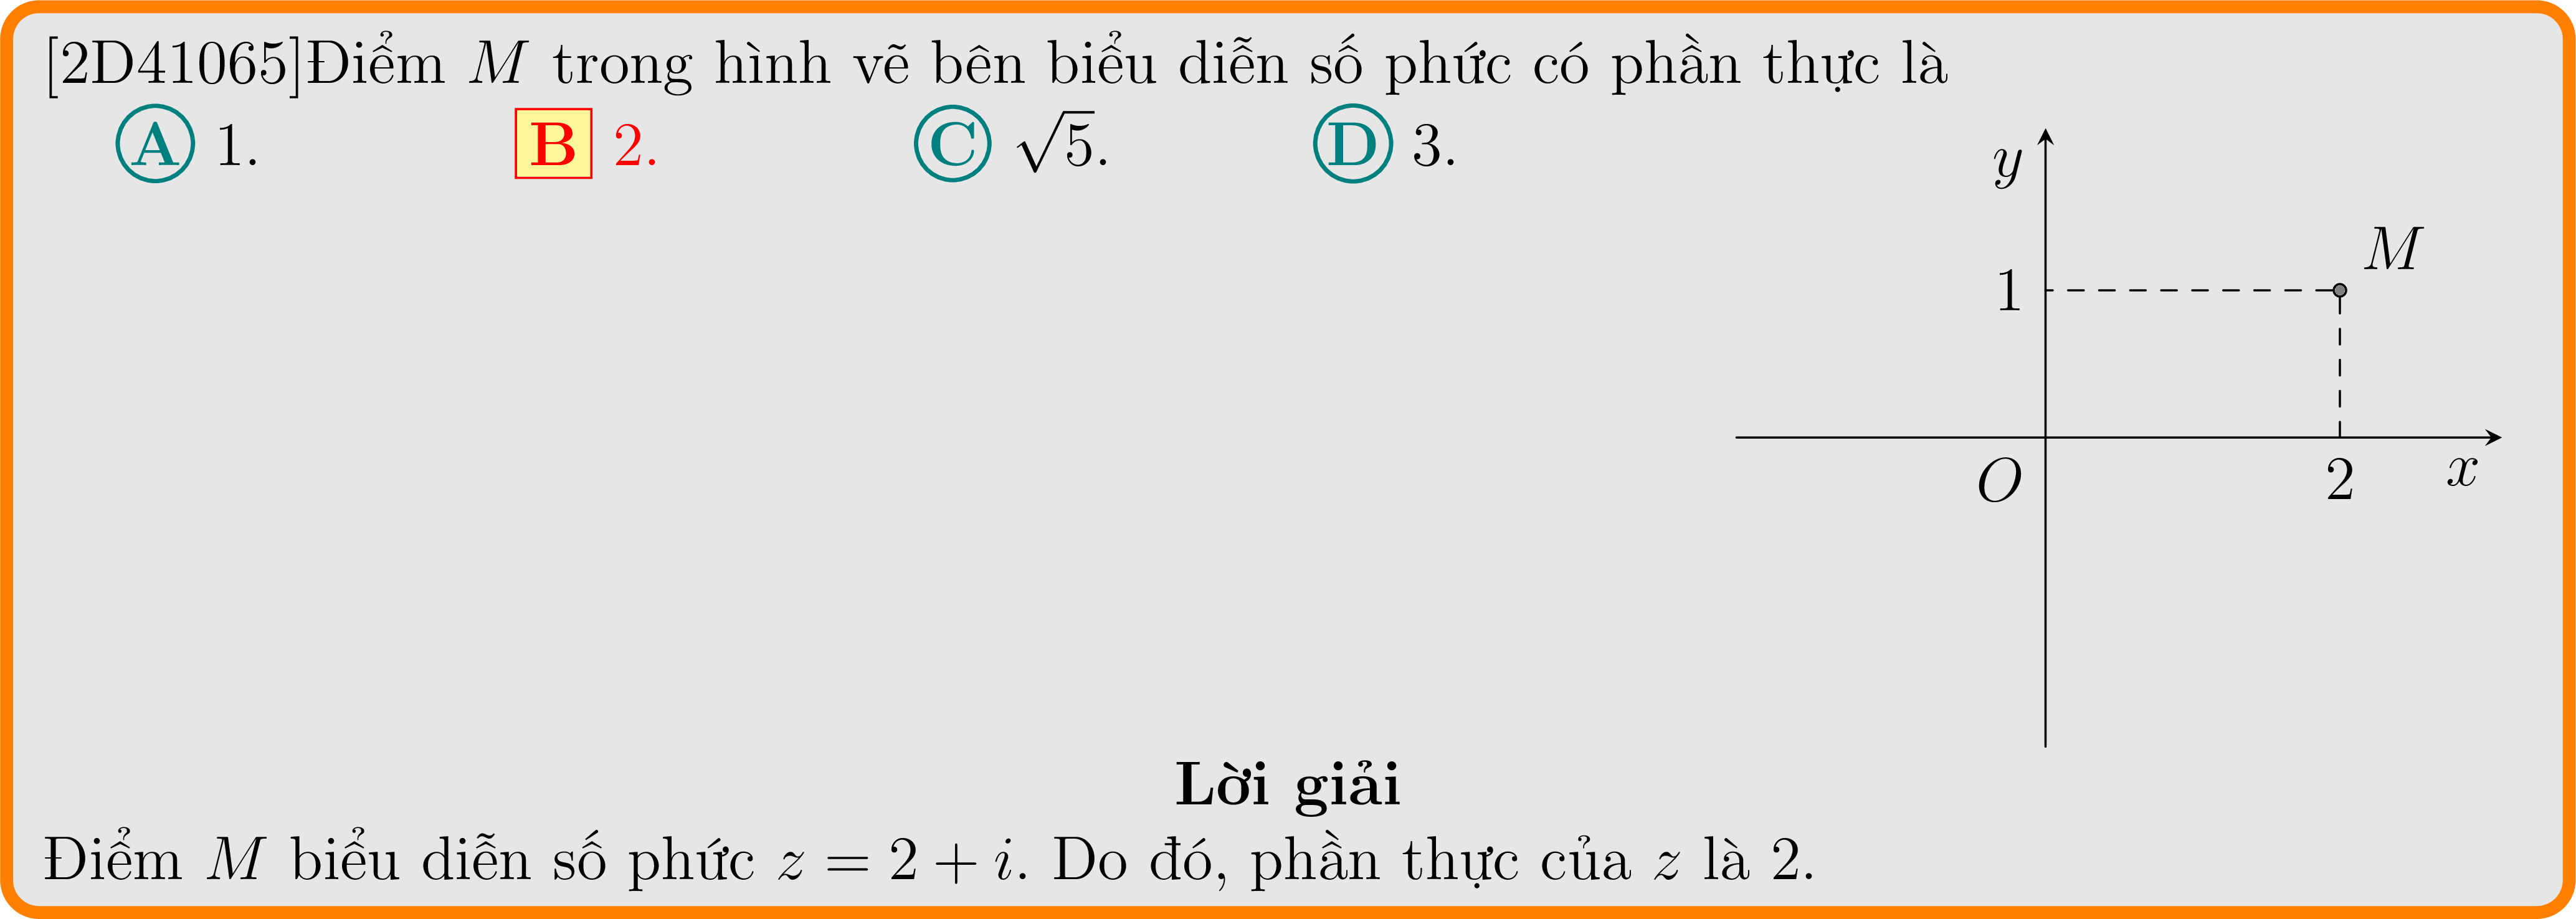 [2D41065]Điểm M trong hình vẽ bên biểu diễn số phức có phần thực là
A 1. B 2. C √5. D 3.
y
M
1
O 2 x
Lời giải
Điểm M biểu diễn số phức z = 2 + i. Do đó, phần thực của z là 2.